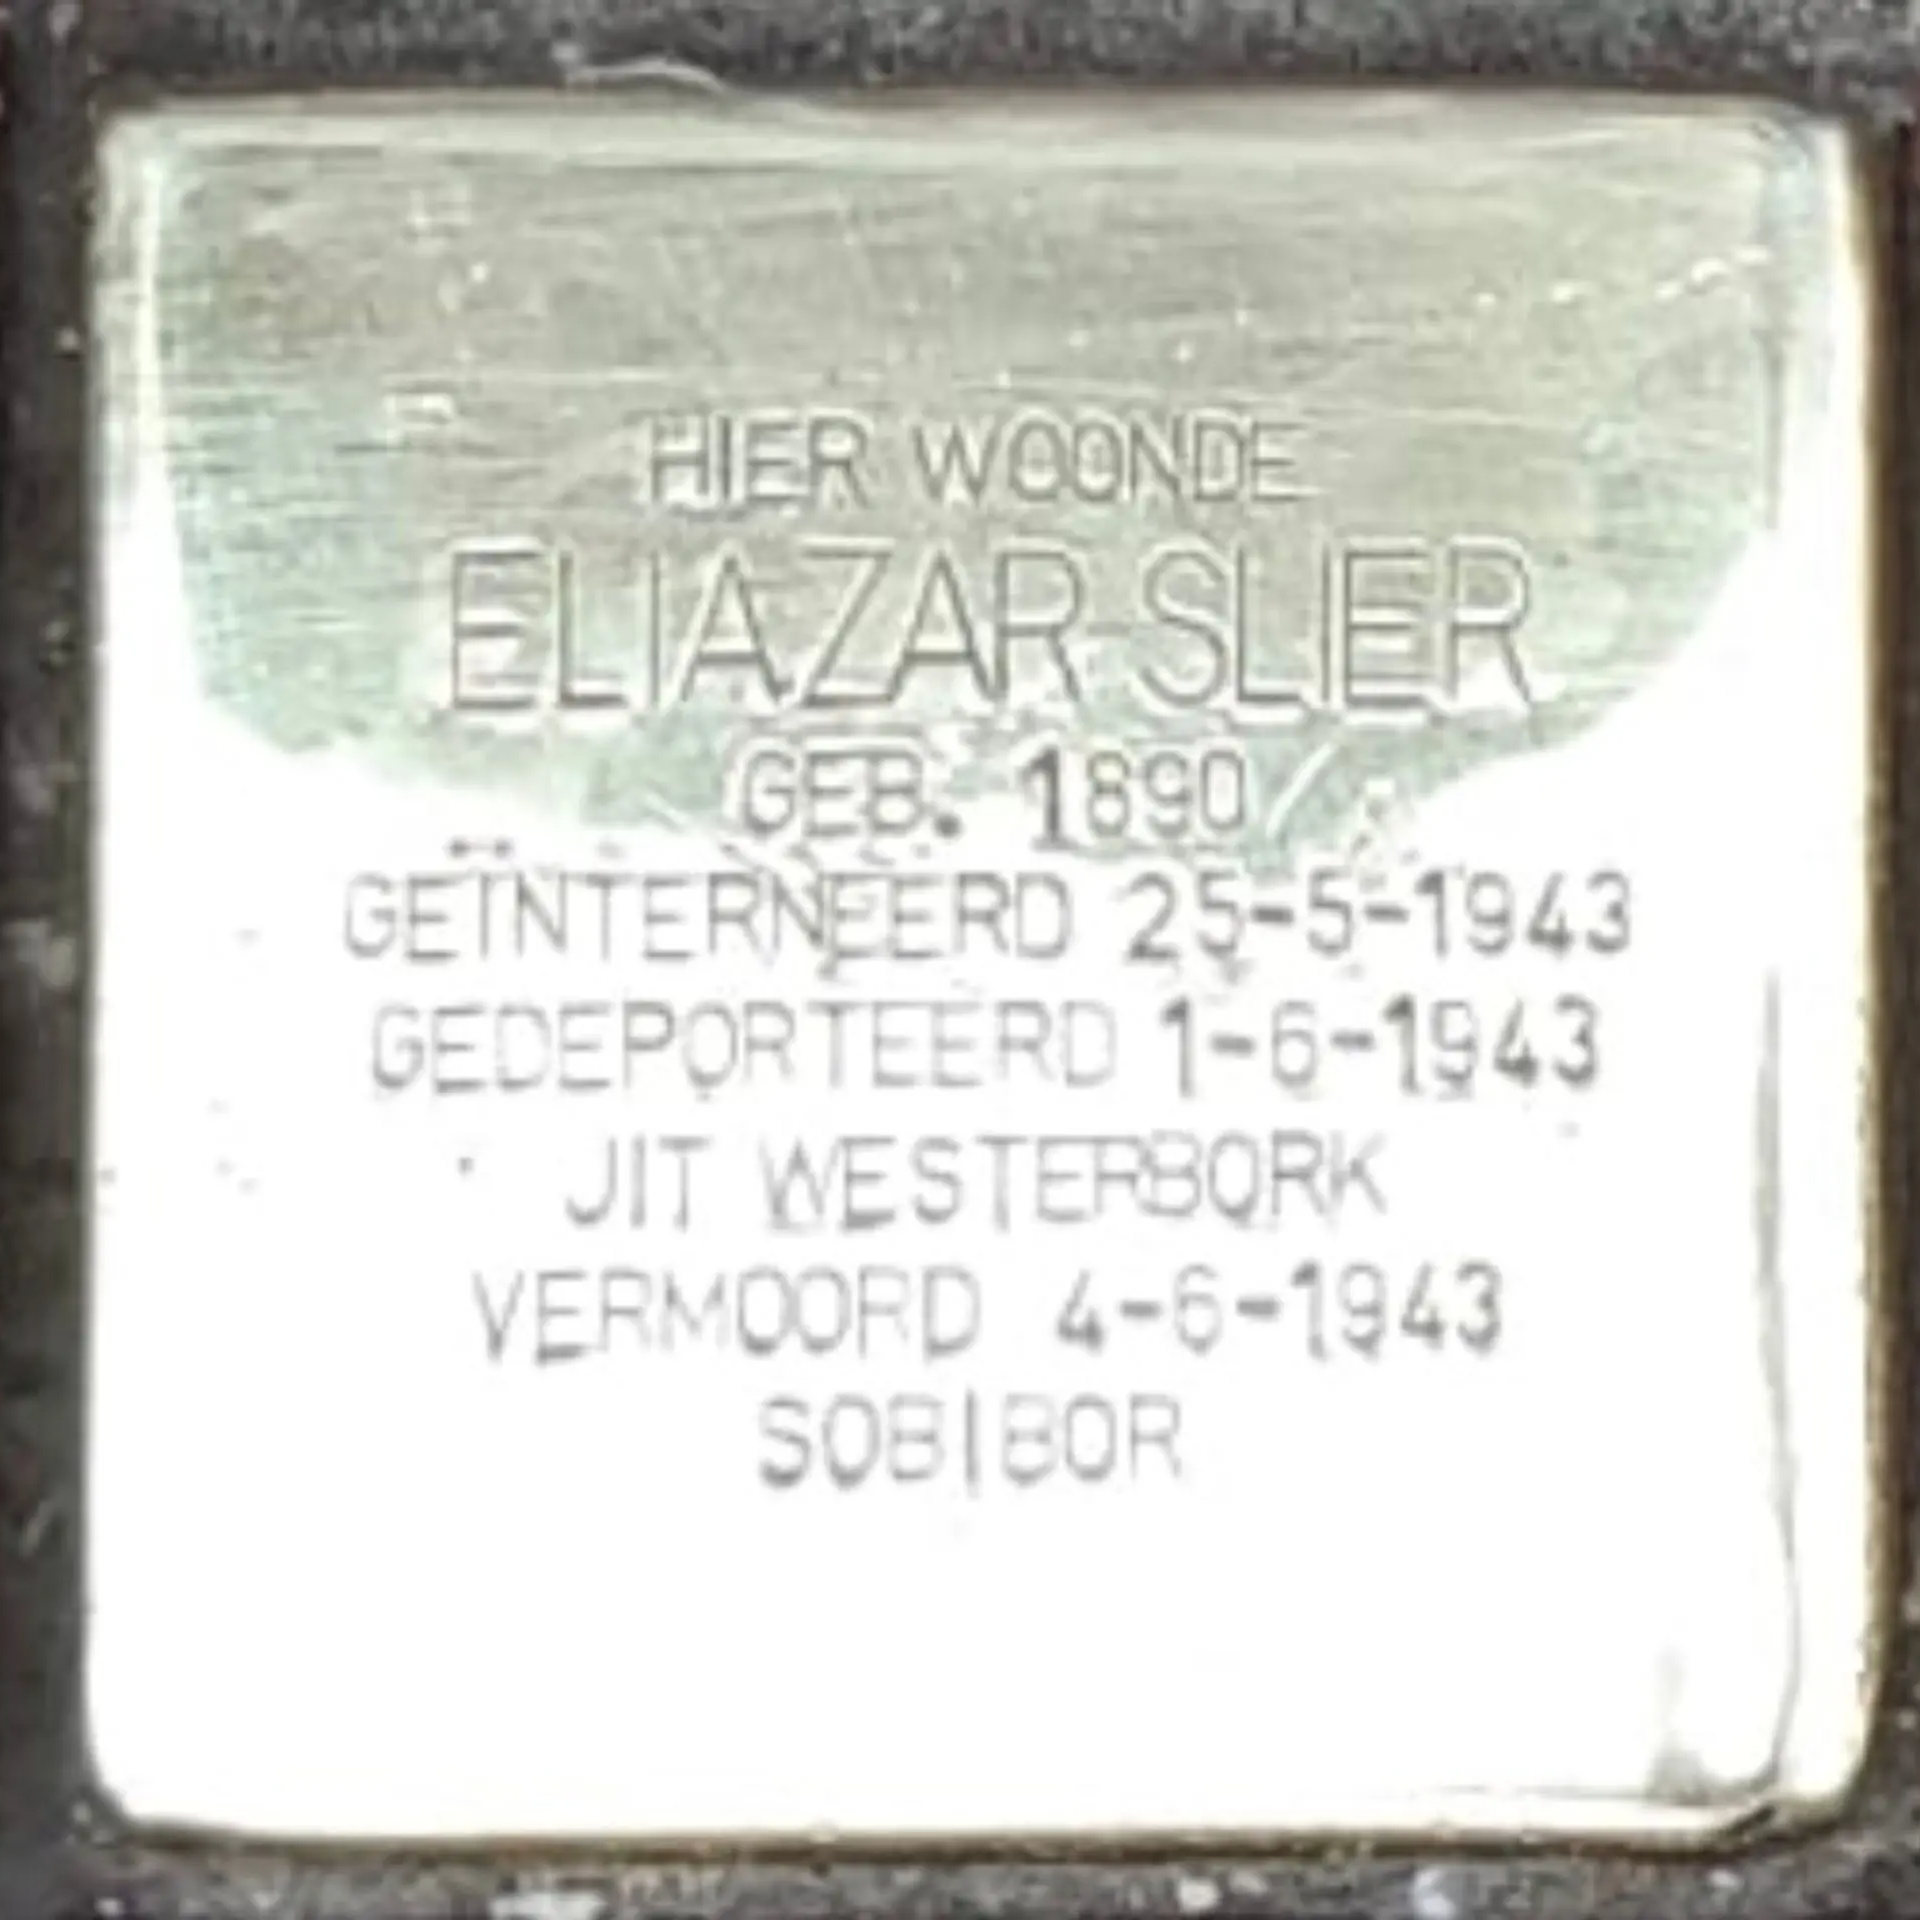 HIER WOONDE
ELIAZAR SLIER
GEB. 1890
GEÏNTERNEERD 25-5-1943
GEDEPORTEERD 1-6-1943
UIT WESTERBORK
VERMOORD 4-6-1943
SOBIBOR